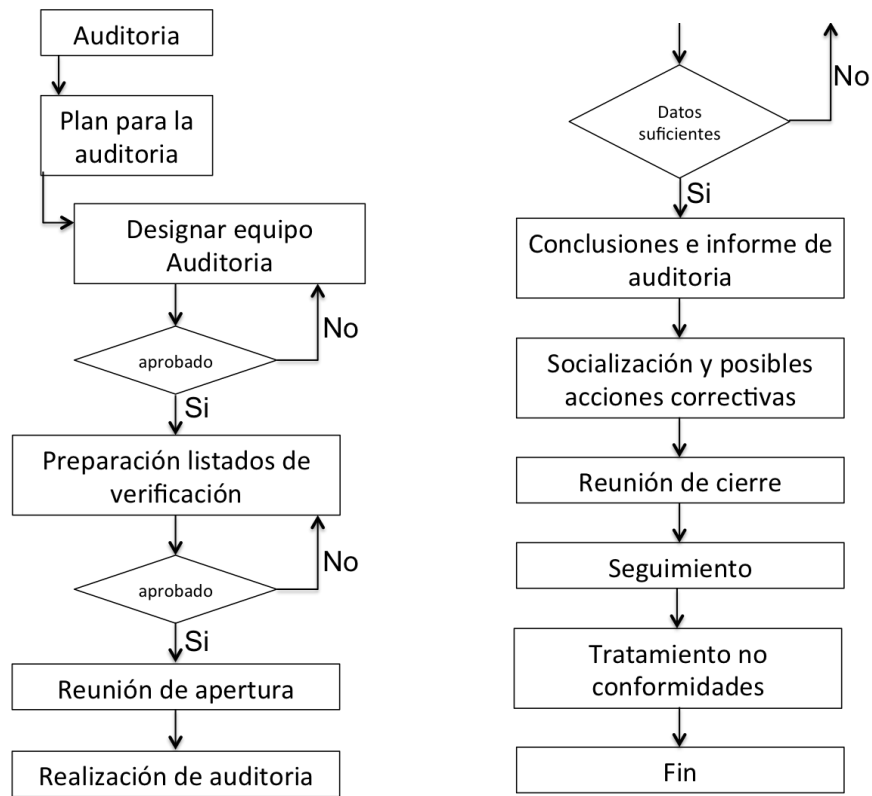 Auditoria
Plan para la
auditoria
Designar equipo
Auditoria
No
aprobado
Si
Preparación listados de
verificación
No
aprobado
Si
Reunión de apertura
Realización de auditoria
No
Datos
suficientes
Si
Conclusiones e informe de
auditoria
Socialización y posibles
acciones correctivas
Reunión de cierre
Seguimiento
Tratamiento no
conformidades
Fin